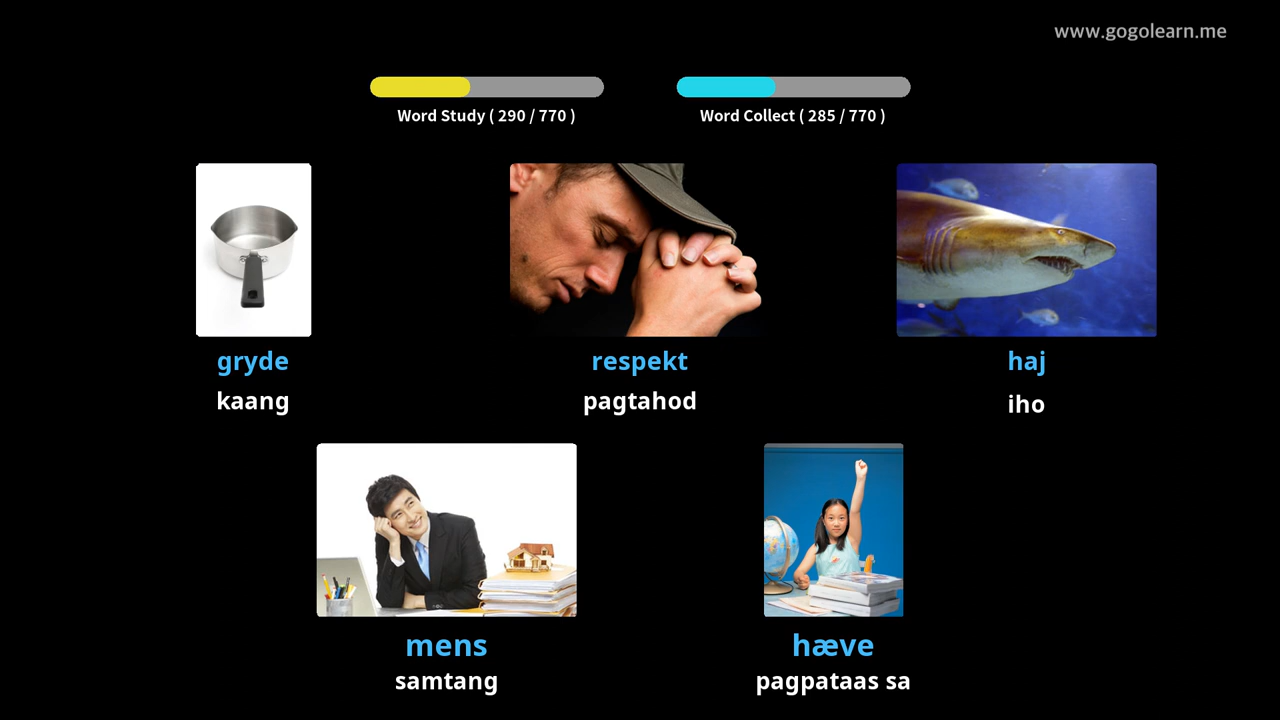 www.gogolearn.me
Word Study ( 290 / 770 )
Word Collect ( 285 / 770 )
gryde
kaang
respekt
pagtahod
haj
iho
mens
samtang
hæve
pagpataas sa